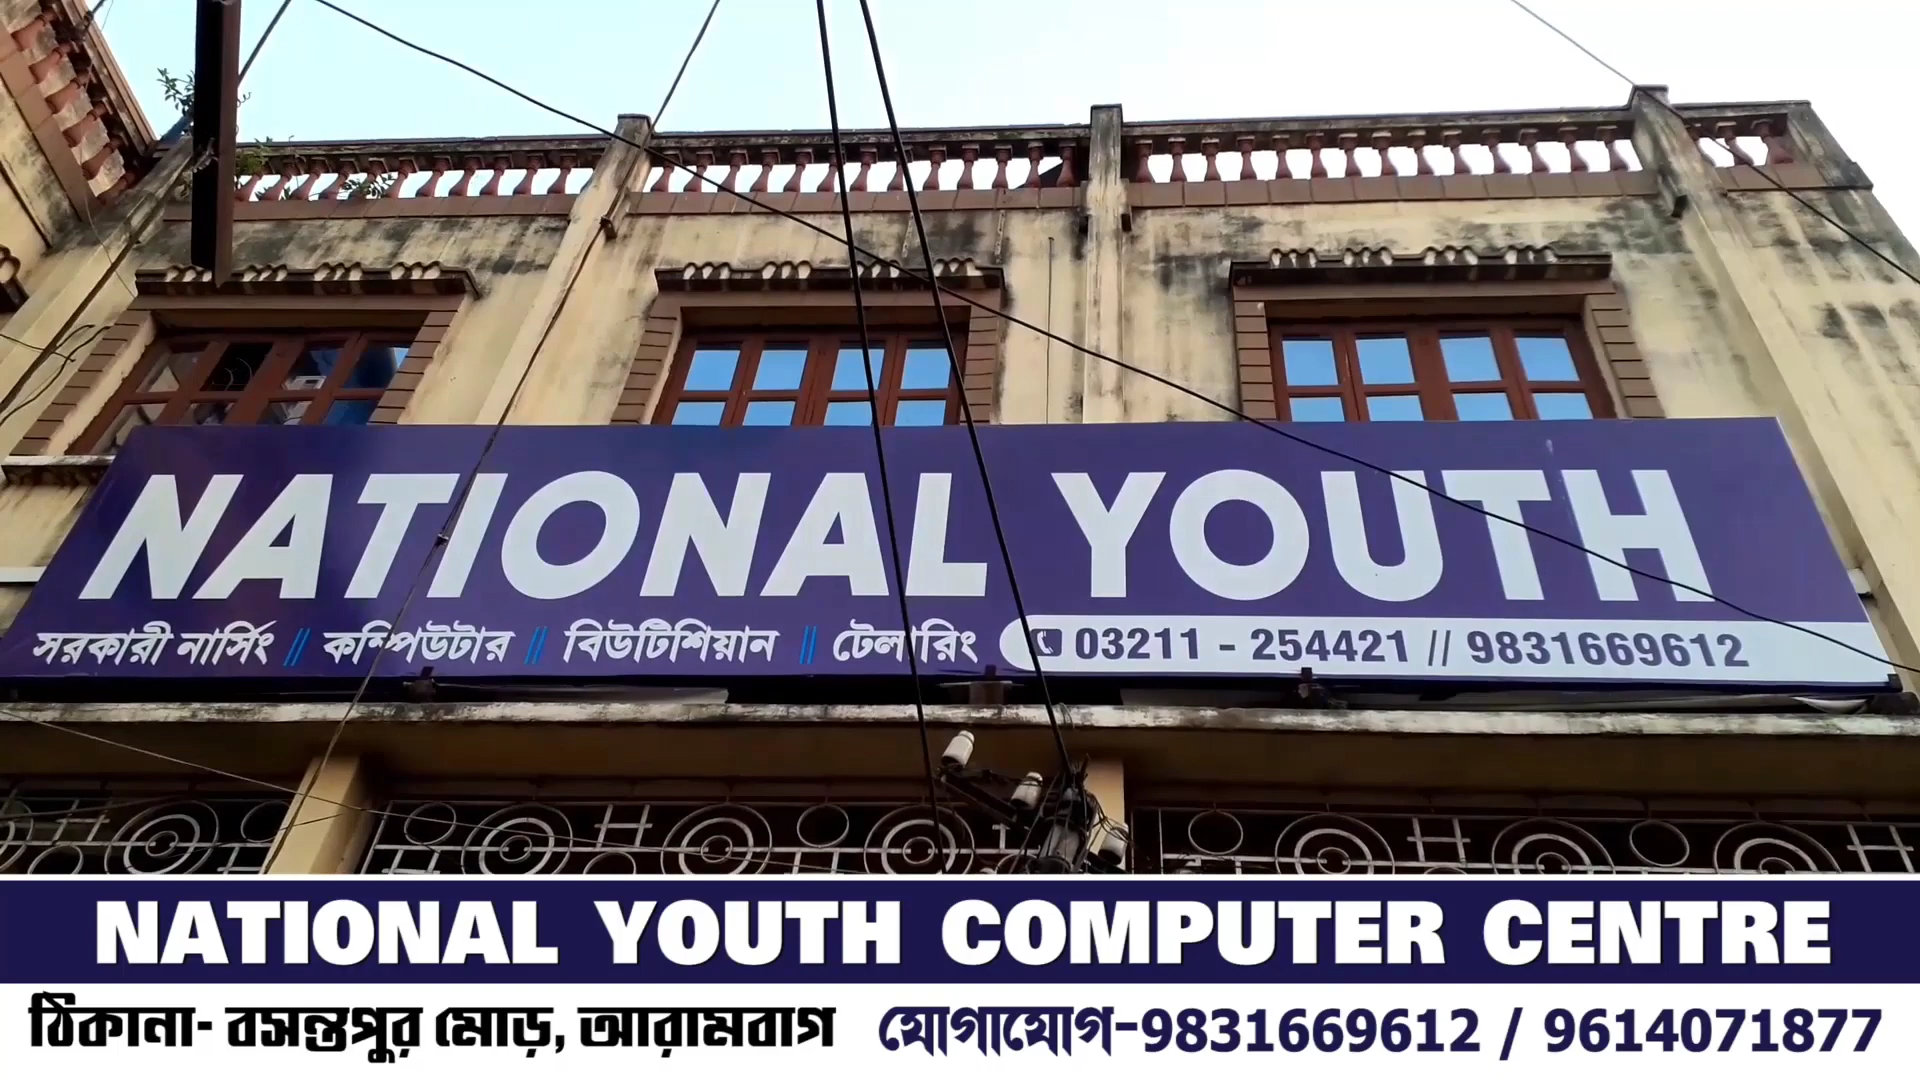 NATIONAL YOUTH
সরকারী নার্সিং // কম্পিউটার // বিউটিশিয়ান // টেলারিং 03211 - 254421 // 9831669612
NATIONAL YOUTH COMPUTER CENTRE
ঠিকানা- বসন্তপুর মোড়, আরামবাগ যোগাযোগ-9831669612 / 9614071877